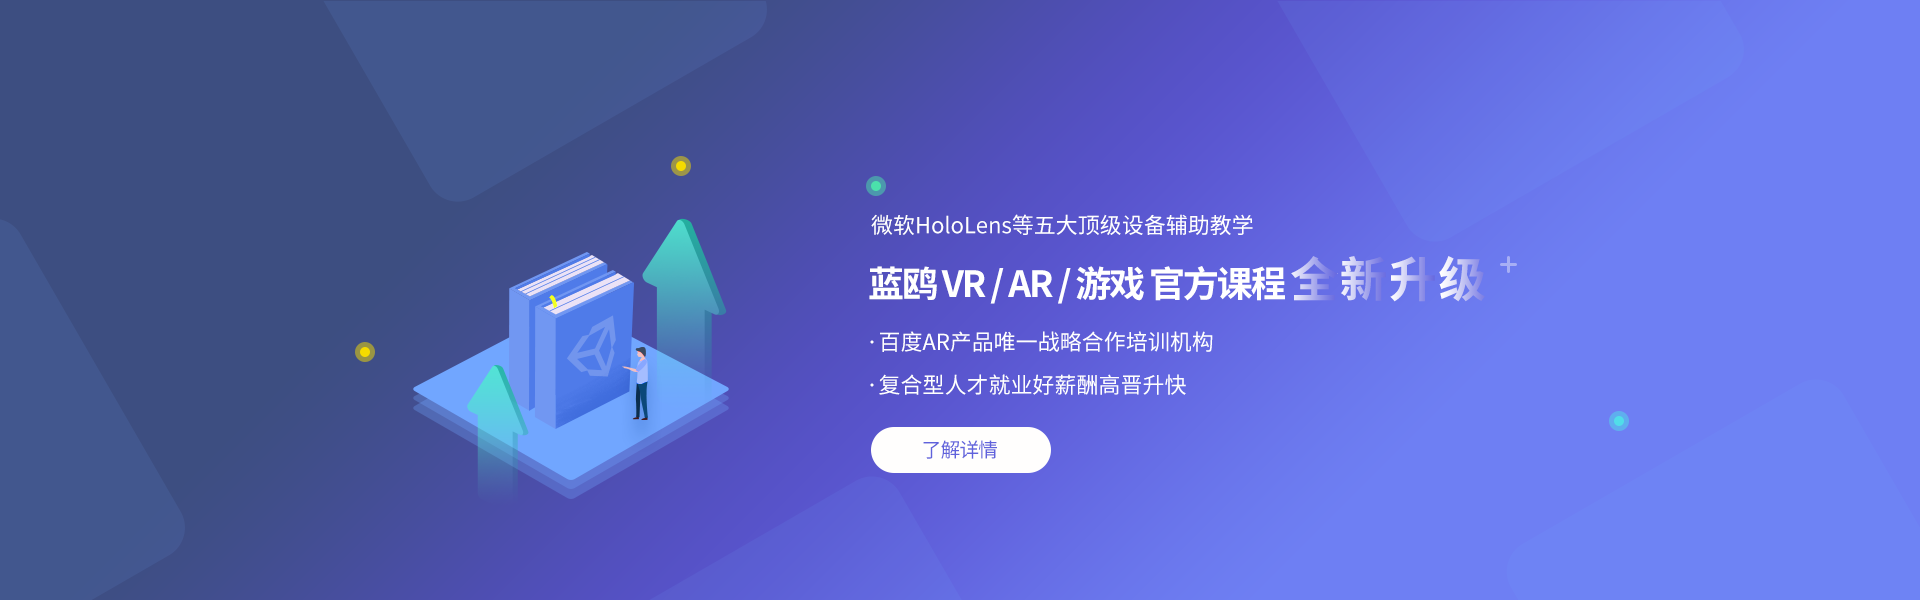 微软HoloLens等五大顶级设备辅助教学
蓝鸥 VR / AR / 游戏 官方课程 全新升级 +
· 百度AR产品唯一战略合作培训机构
· 复合型人才就业好薪酬高晋升快
了解详情